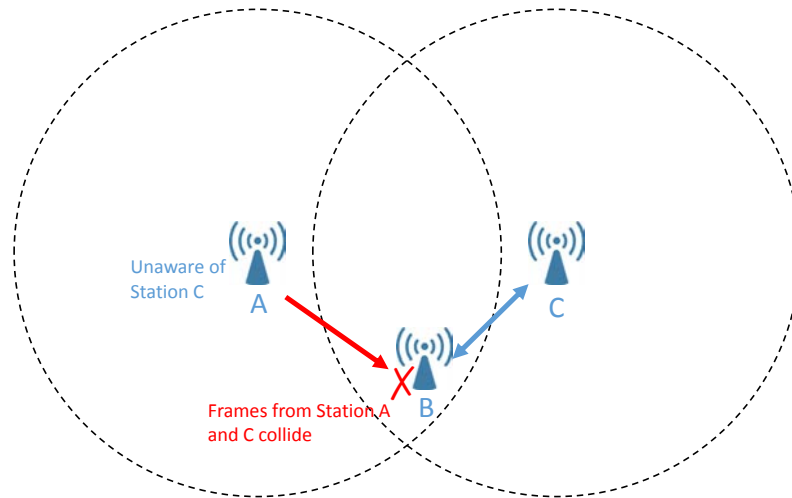 Unaware of
Station C
A
C
B
Frames from Station A
and C collide